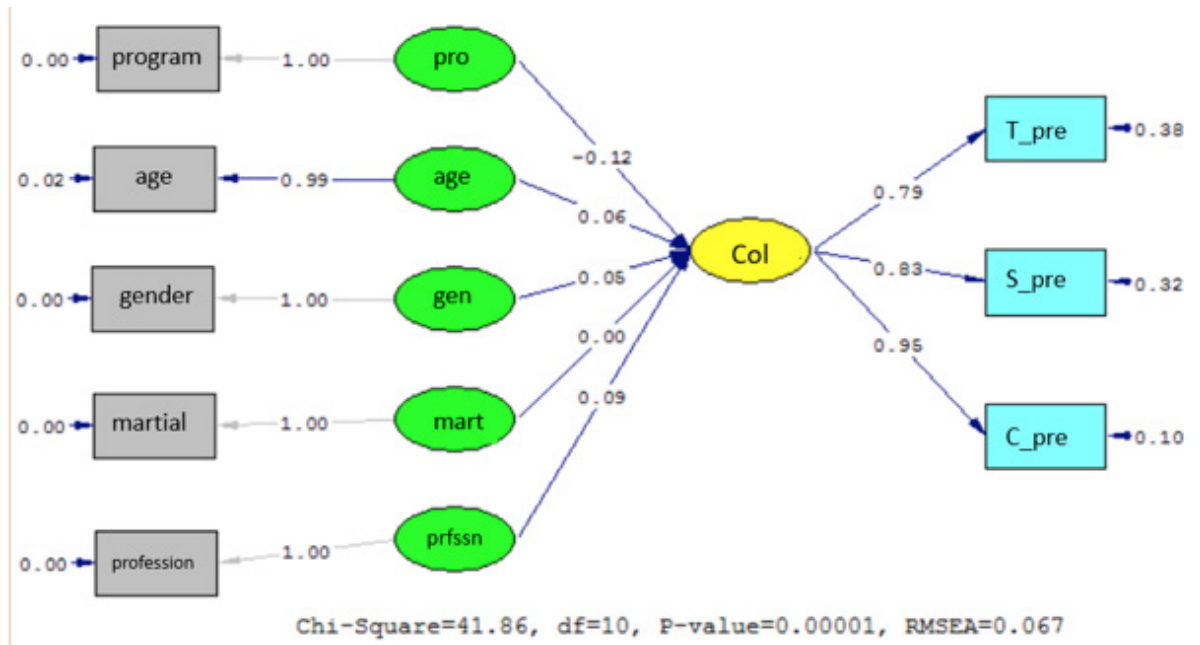 0.00 program 1.00 pro
-0.12
T_pre 0.38
0.02 age 0.99 age
0.79
0.06
Col
0.00 gender 1.00 gen
0.05
0.83 S_pre 0.32
0.00
0.95
0.09
0.00 martial 1.00 mart
C_pre 0.10
0.00 profession 1.00 prfssn
Chi-Square=41.86, df=10, P-value=0.00001, RMSEA=0.067